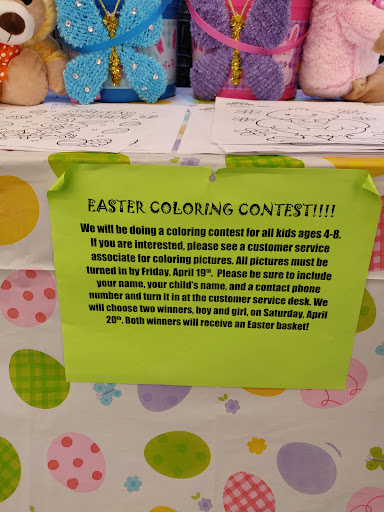 EASTER COLORING CONTEST!!!!
We will be doing a coloring contest for all kids ages 4-8.
If you are interested, please see a customer service
associate for coloring pictures. All pictures must be
turned in by Friday, April 19th. Please be sure to include
your name, your child's name, and a contact phone
number and turn it in at the customer service desk. We
will choose two winners, boy and girl, on Saturday, April
20th. Both winners will receive an Easter basket!